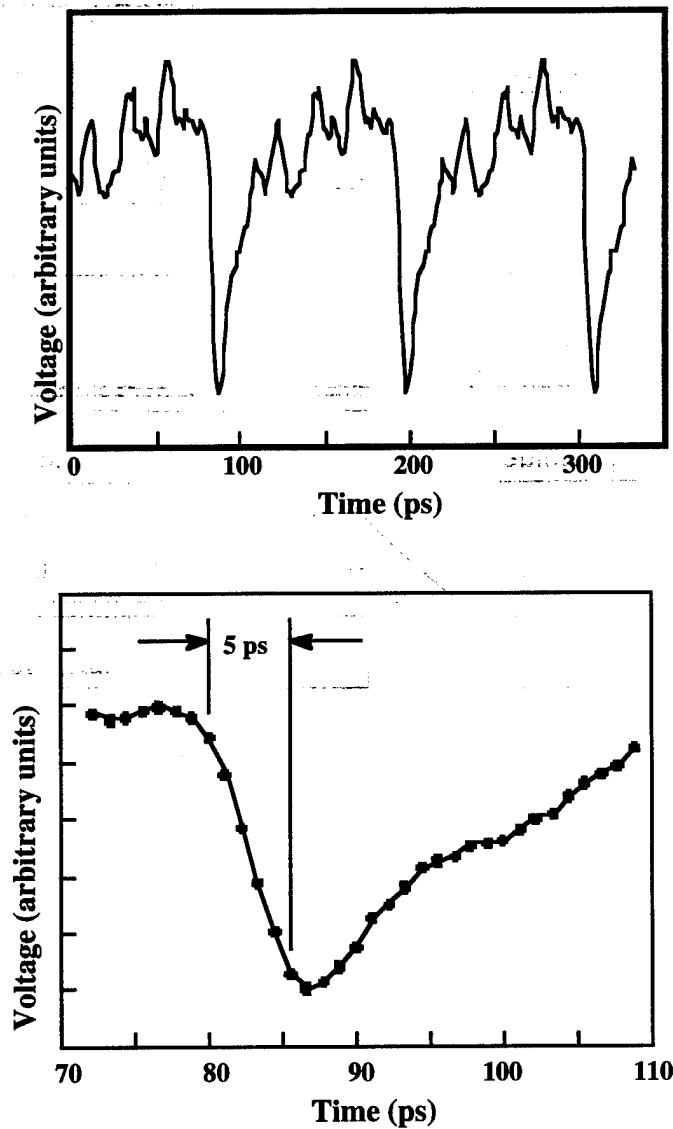 Voltage (arbitrary units)
0 100 200 300
Time (ps)
5 ps
Voltage (arbitrary units)
70 80 90 100 110
Time (ps)